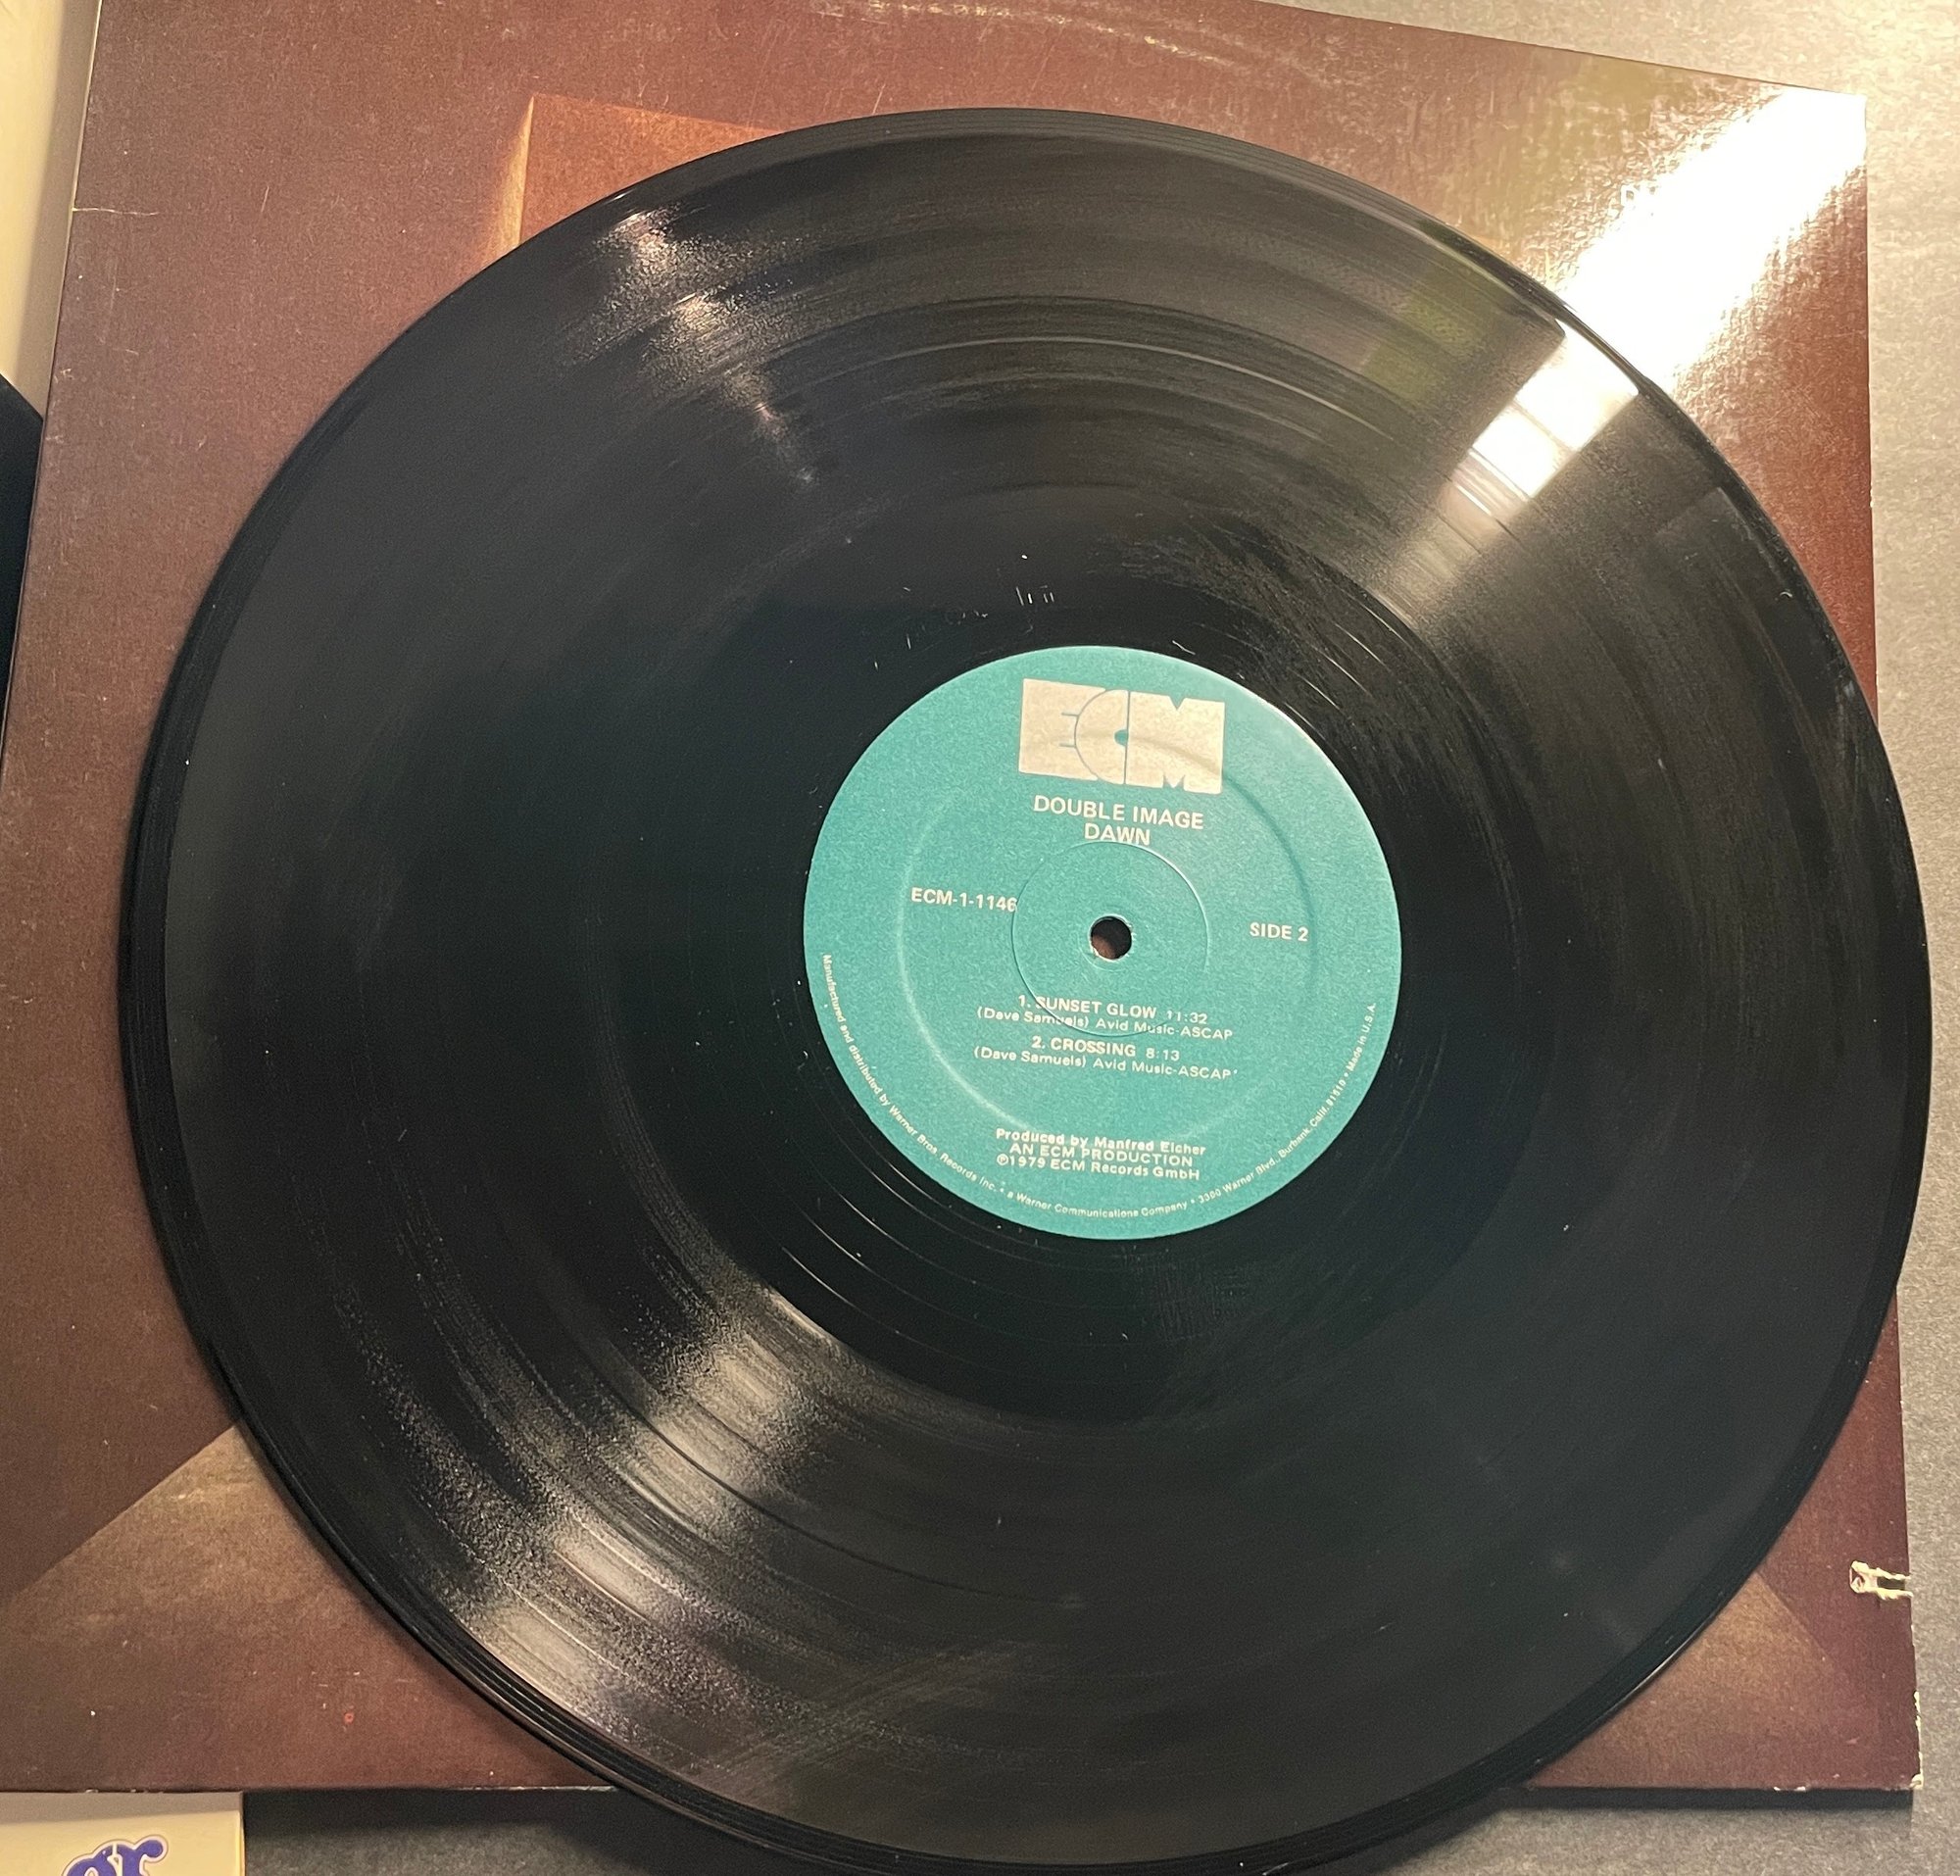 ECM
DOUBLE IMAGE
DAWN
ECM-1-1146
SIDE 2
1. SUNSET GLOW 11:32
(Dave Samuels) Avid Music-ASCAP
2. CROSSING 8:13
(Dave Samuels) Avid Music-ASCAP
Produced by Manfred Eicher
AN ECM PRODUCTION
℗1979 ECM Records GmbH
Manufactured and distributed by Warner Bros. Records Inc. • a Warner Communications Company • 3300 Warner Blvd., Burbank, Calif. 91510 • Made in U.S.A.